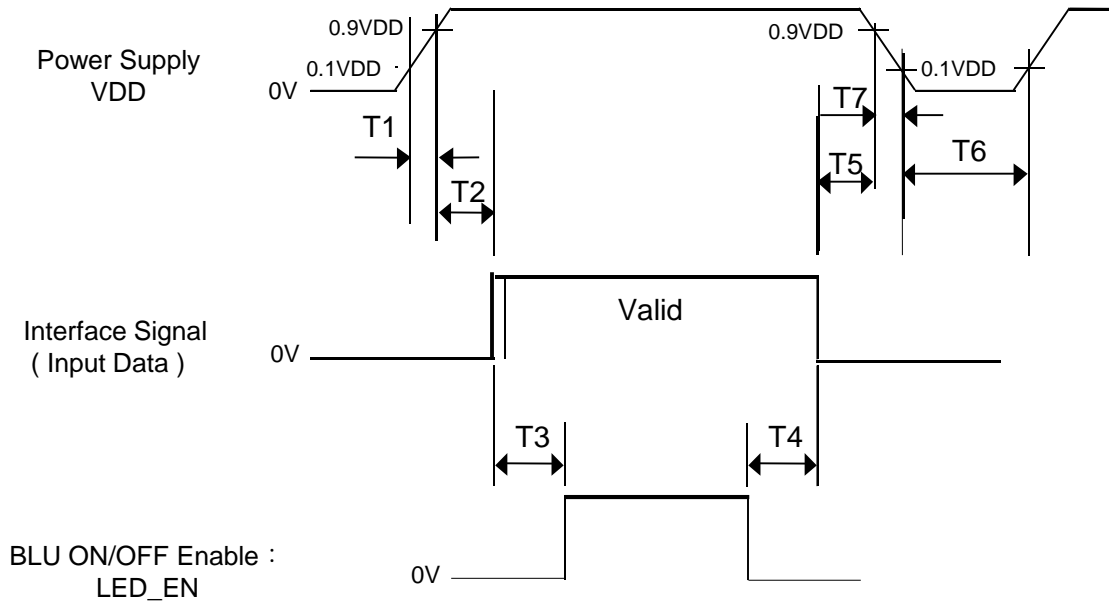 0.9VDD
0.9VDD
Power Supply
VDD
0.1VDD
0.1VDD
0V
T1
T7
T2
T5
T6
Interface Signal
( Input Data )
0V
Valid
T3
T4
BLU ON/OFF Enable：
LED_EN
0V